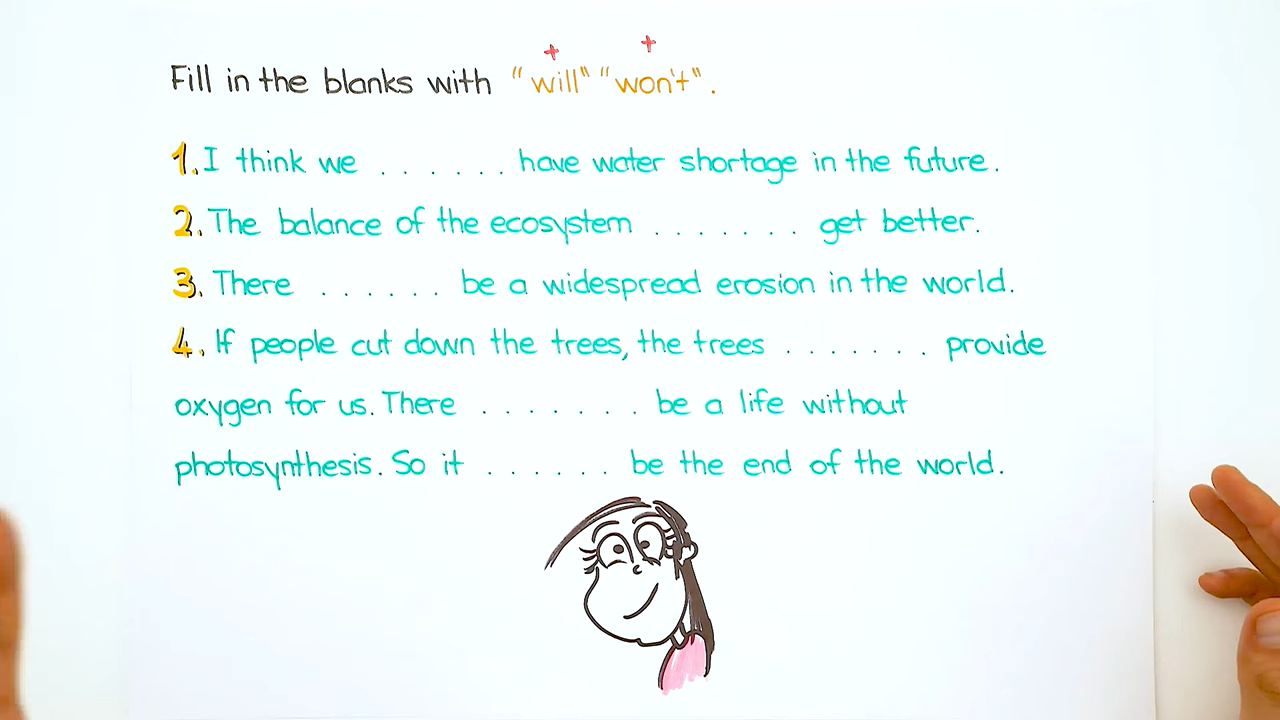 Fill in the blanks with "will" "won't".
1. I think we ...... have water shortage in the future.
2. The balance of the ecosystem ....... get better.
3. There ...... be a widespread erosion in the world.
4. If people cut down the trees, the trees ....... provide
oxygen for us. There ....... be a life without
photosynthesis. So it ...... be the end of the world.